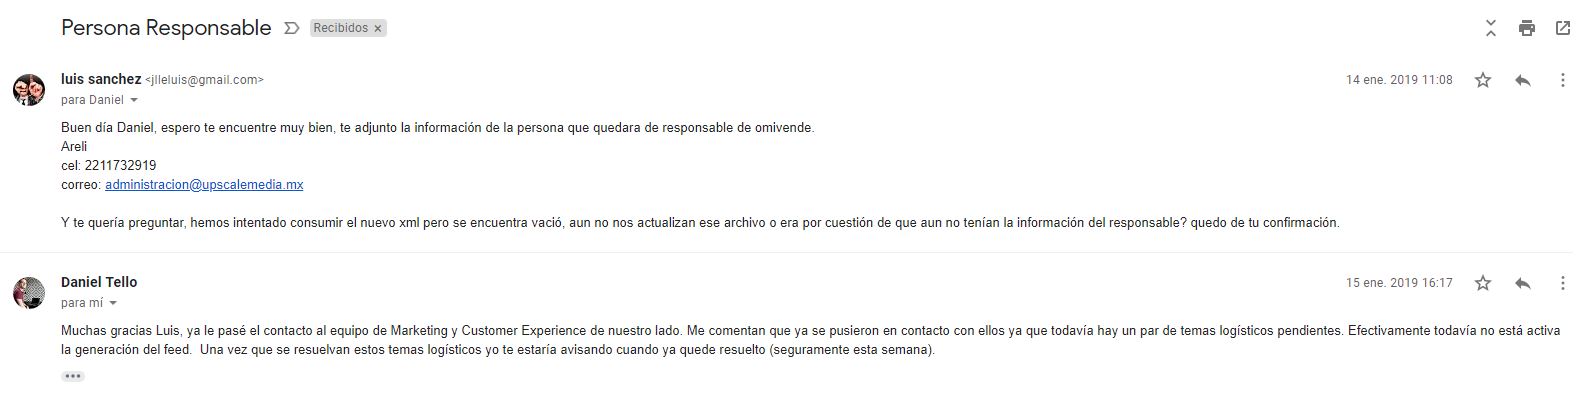 Persona Responsable Recibidos ×
luis sanchez <jlleluis@gmail.com> 14 ene. 2019 11:08
para Daniel
Buen día Daniel, espero te encuentre muy bien, te adjunto la información de la persona que quedara de responsable de omivende.
Areli
cel: 2211732919
correo: administracion@upscalemedia.mx
Y te quería preguntar, hemos intentado consumir el nuevo xml pero se encuentra vació, aun no nos actualizan ese archivo o era por cuestión de que aun no tenían la información del responsable? quedo de tu confirmación.
Daniel Tello 15 ene. 2019 16:17
para mí
Muchas gracias Luis, ya le pasé el contacto al equipo de Marketing y Customer Experience de nuestro lado. Me comentan que ya se pusieron en contacto con ellos ya que todavía hay un par de temas logísticos pendientes. Efectivamente todavía no está activa
la generación del feed.  Una vez que se resuelvan estos temas logísticos yo te estaría avisando cuando ya quede resuelto (seguramente esta semana).